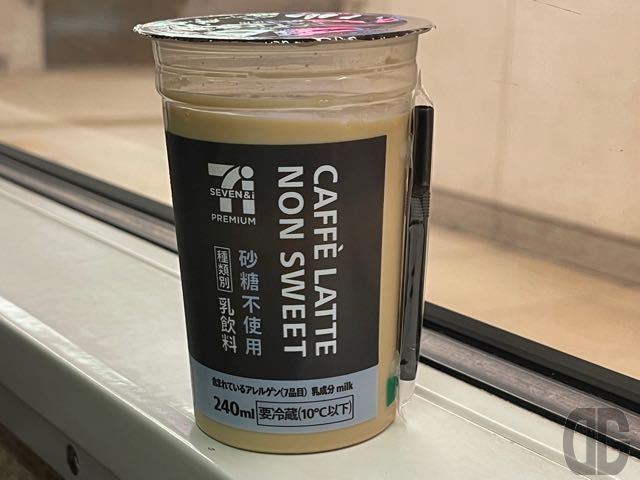 7i
SEVEN&i
PREMIUM
CAFFÈ LATTE
NON SWEET
砂糖不使用
種類別 乳飲料
含まれているアレルゲン(7品目) 乳成分 milk
240ml 要冷蔵(10℃以下)